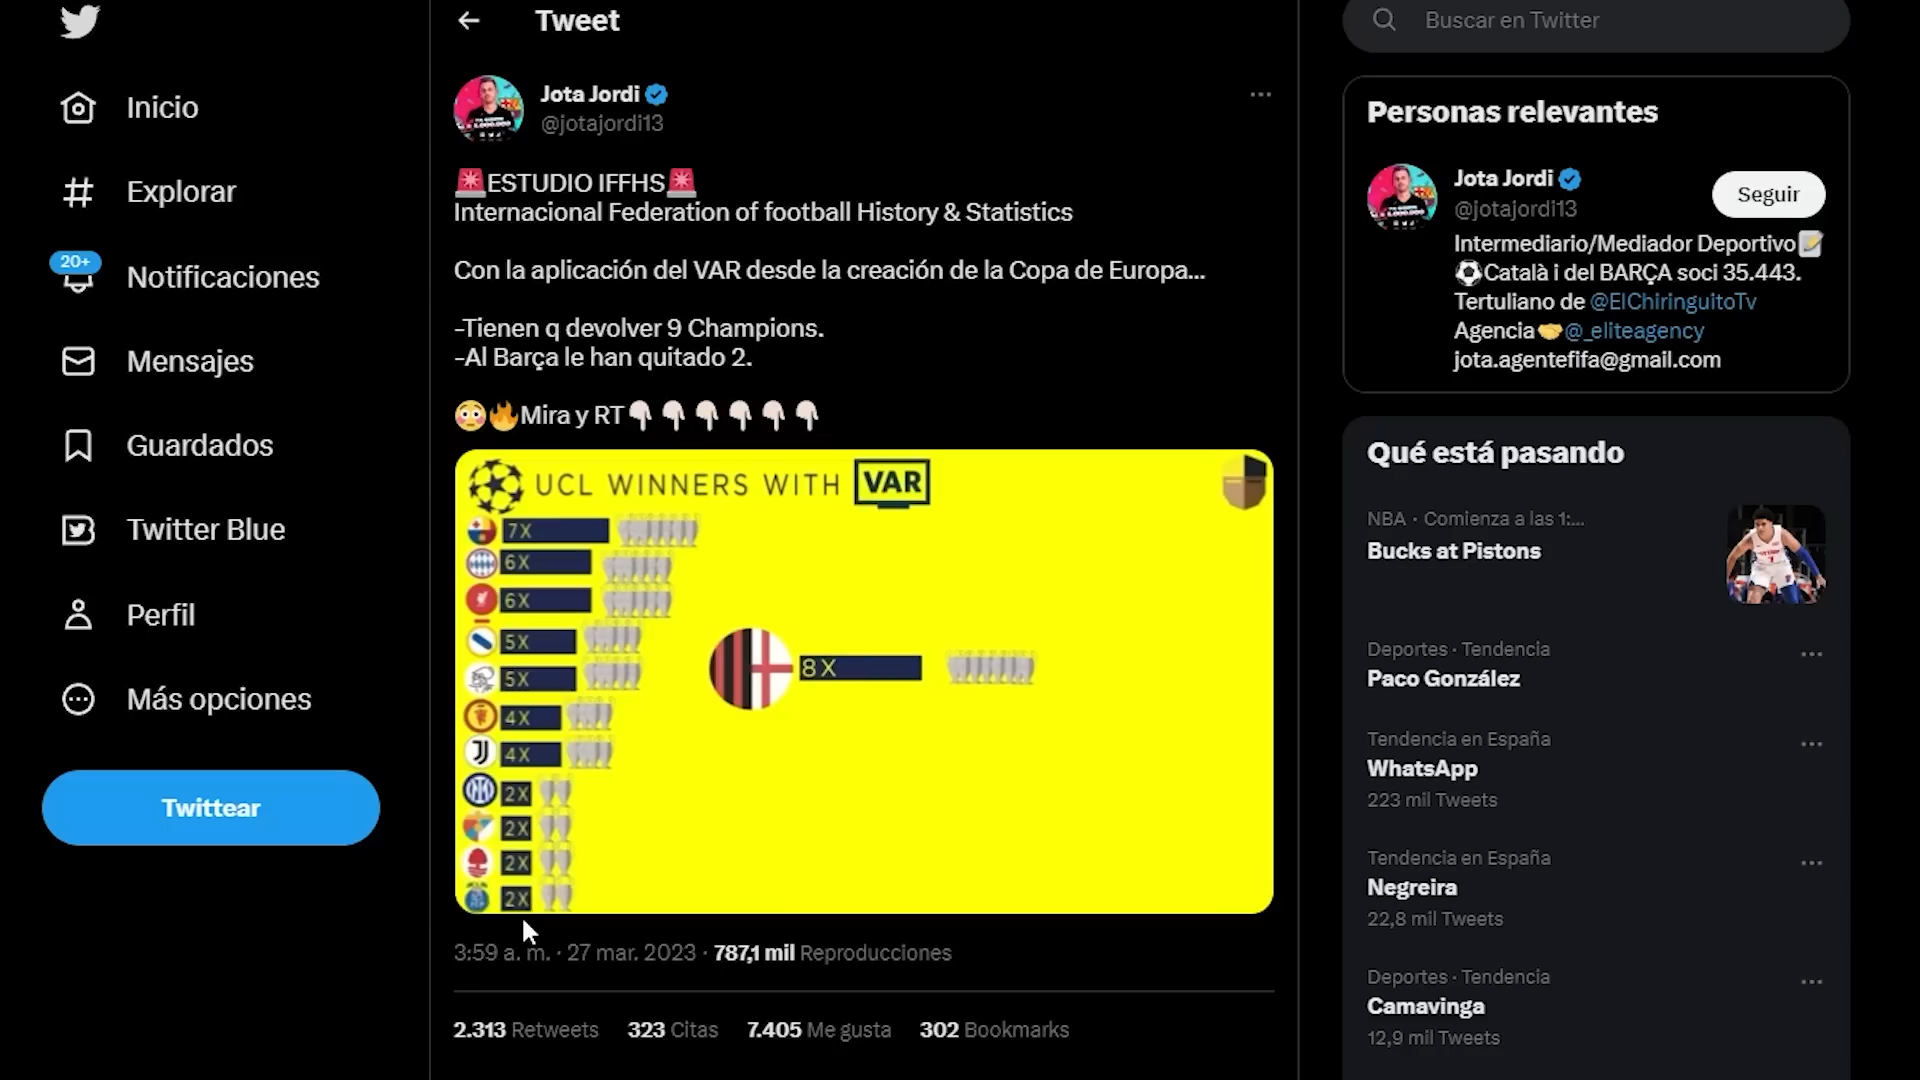 Tweet
Buscar en Twitter
Inicio
Explorar
20+
Notificaciones
Mensajes
Guardados
Twitter Blue
Perfil
Más opciones
Twittear
Jota Jordi
@jotajordi13
ESTUDIO IFFHS
Internacional Federation of football History & Statistics
Con la aplicación del VAR desde la creación de la Copa de Europa...
-Tienen q devolver 9 Champions.
-Al Barça le han quitado 2.
Mira y RT
UCL WINNERS WITH VAR
7X
6X
6X
5X
5X
4X
4X
2X
2X
2X
2X
8X
3:59 a. m. · 27 mar. 2023 · 787,1 mil Reproducciones
2.313 Retweets 323 Citas 7.405 Me gusta 302 Bookmarks
Personas relevantes
Jota Jordi
@jotajordi13
Seguir
Intermediario/Mediador Deportivo
Català i del BARÇA soci 35.443.
Tertuliano de @ElChiringuitoTv
Agencia @_eliteagency
jota.agentefifa@gmail.com
Qué está pasando
NBA · Comienza a las 1:...
Bucks at Pistons
Deportes · Tendencia
Paco González
Tendencia en España
WhatsApp
223 mil Tweets
Tendencia en España
Negreira
22,8 mil Tweets
Deportes · Tendencia
Camavinga
12,9 mil Tweets